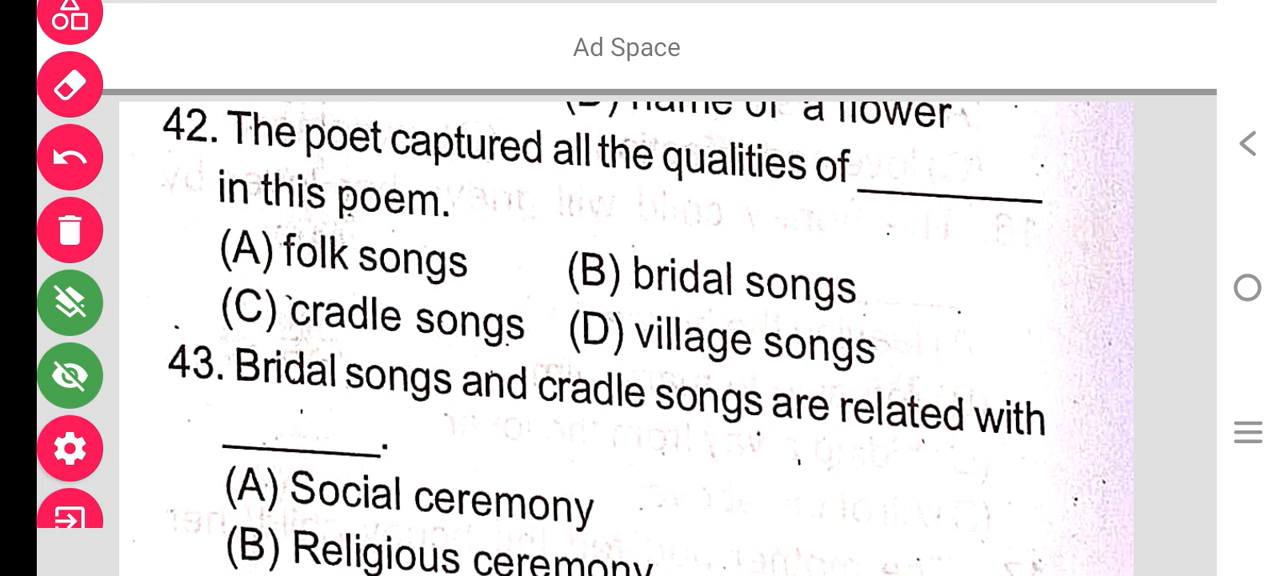 Ad Space
name of a flower
42. The poet captured all the qualities of ________
in this poem.
(A) folk songs (B) bridal songs
(C) cradle songs (D) village songs
43. Bridal songs and cradle songs are related with
________.
(A) Social ceremony
(B) Religious ceremony